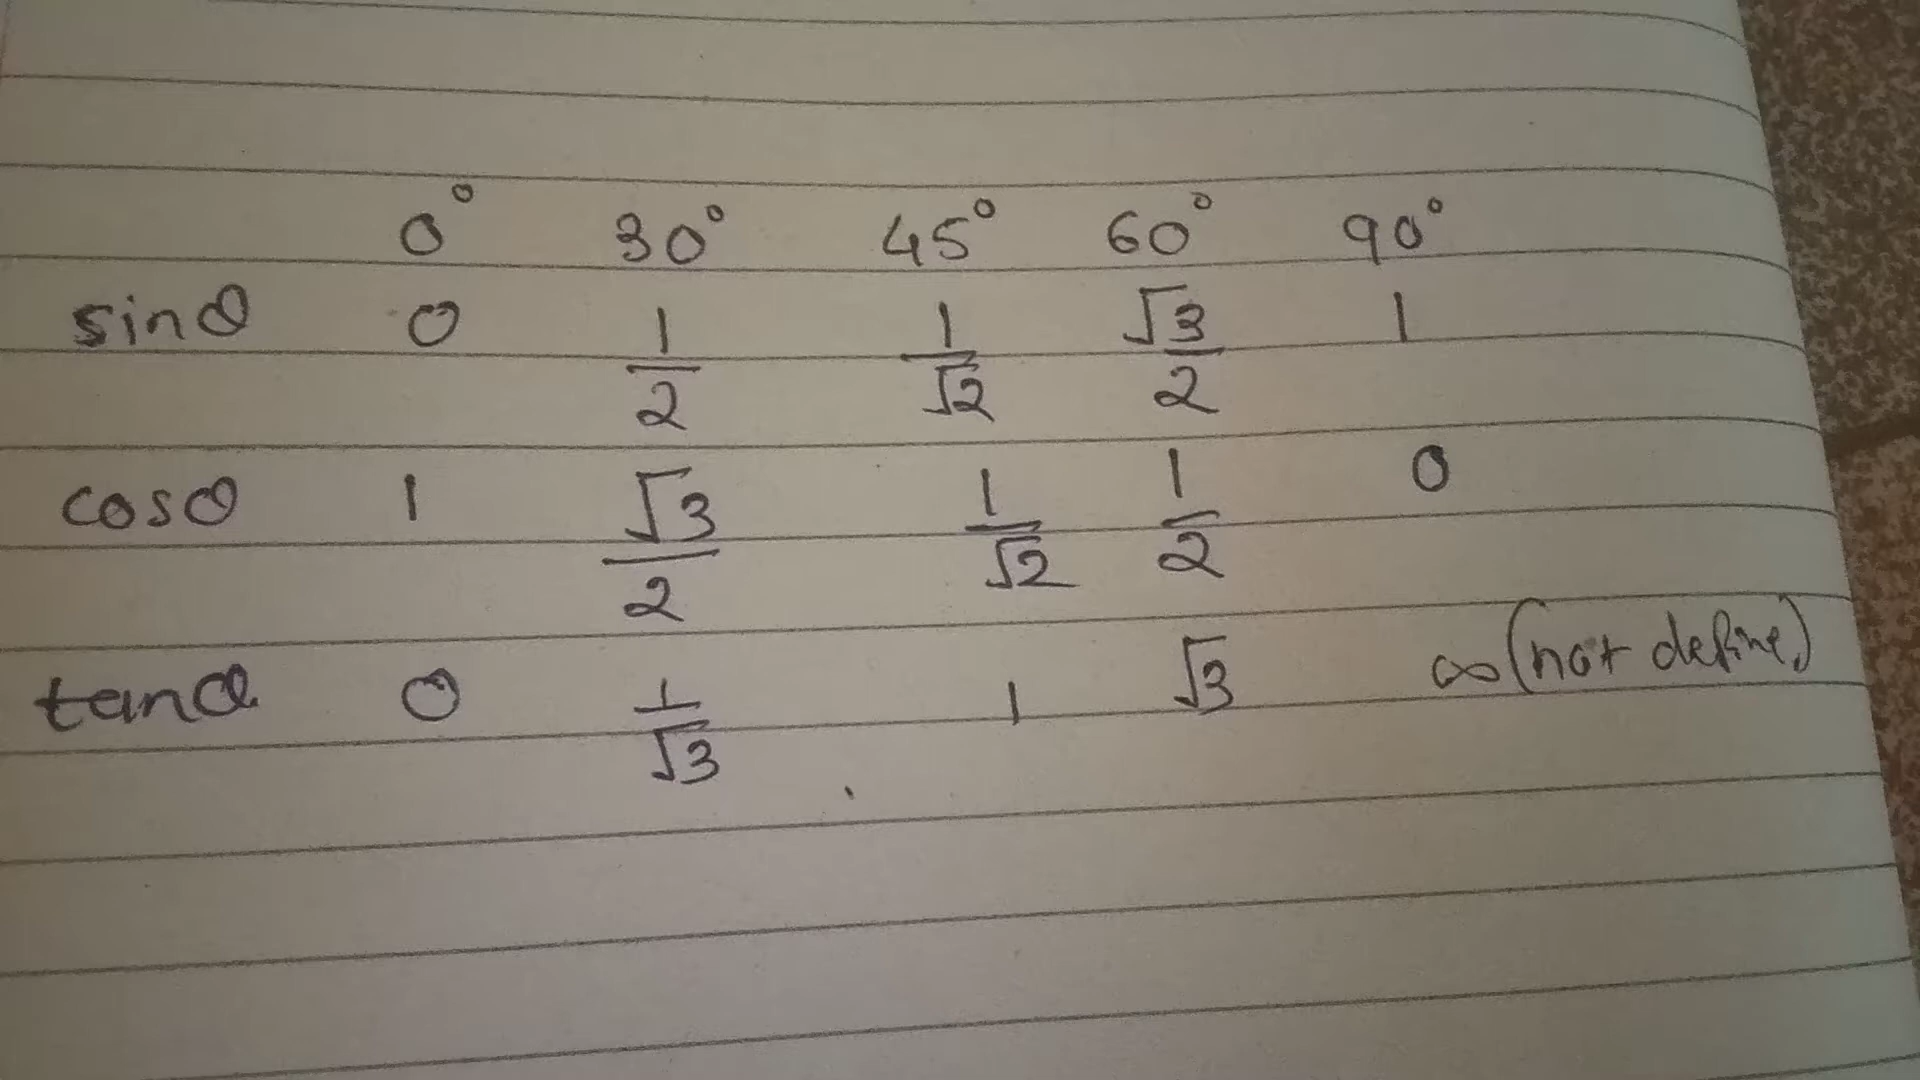 0° 30° 45° 60° 90°
sinθ 0 1/2 1/√2 √3/2 1
cosθ 1 √3/2 1/√2 1/2 0
tanθ 0 1/√3 1 √3 ∞ (not define)